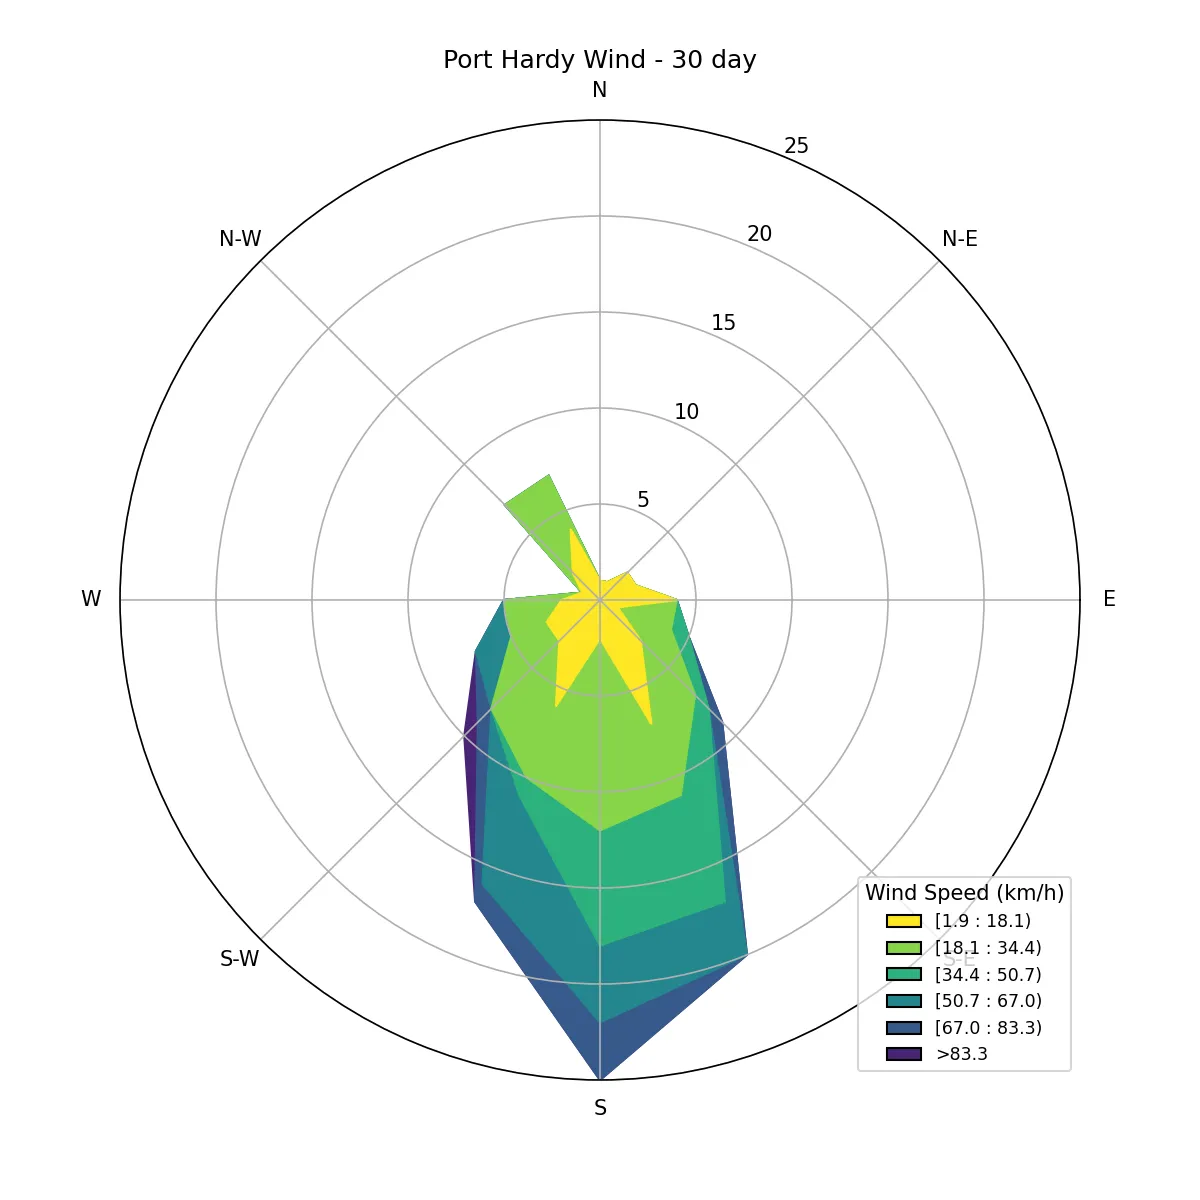 Port Hardy Wind - 30 day
N
25
N-W
20
N-E
15
10
5
W
E
Wind Speed (km/h)
[1.9 : 18.1)
[18.1 : 34.4)
S-W
S-E
[34.4 : 50.7)
[50.7 : 67.0)
[67.0 : 83.3)
>83.3
S